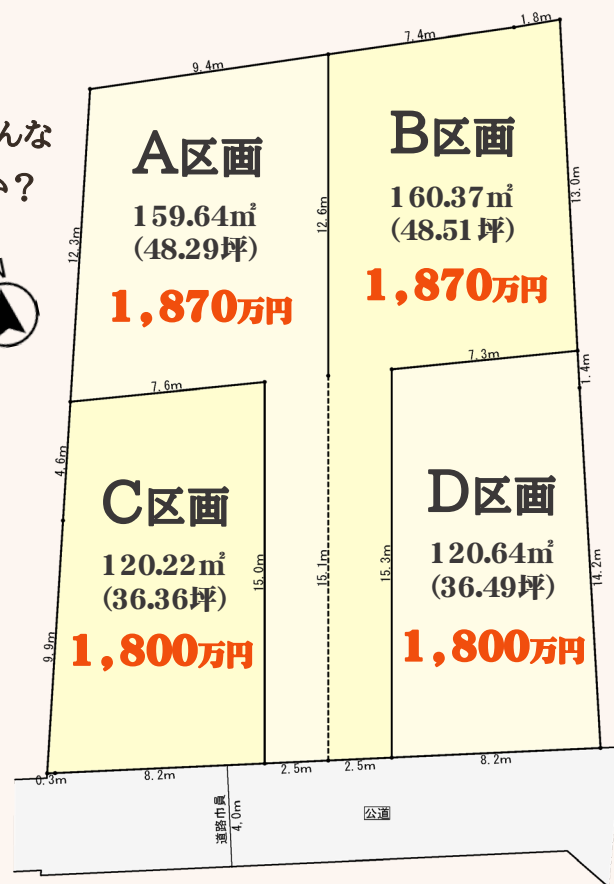 1.8m
7.4m
9.4m
んな
い？
A区画
159.64㎡
(48.29坪)
1,870万円
B区画
160.37㎡
(48.51坪)
1,870万円
13.0m
12.6m
12.3m
N
7.3m
7.6m
1.4m
4.6m
C区画
120.22㎡
(36.36坪)
1,800万円
D区画
120.64㎡
(36.49坪)
1,800万円
15.0m
15.1m
15.3m
14.2m
9.9m
0.3m
8.2m
2.5m
2.5m
8.2m
道路巾員
4.0m
公道